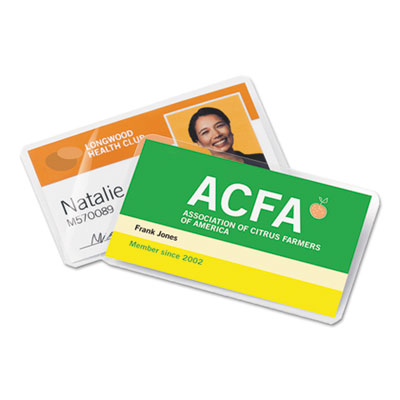 LONGWOOD
HEALTH CLUB
Natalie
M570089
ACFA
ASSOCIATION OF CITRUS FARMERS
OF AMERICA
Frank Jones
Member since 2002